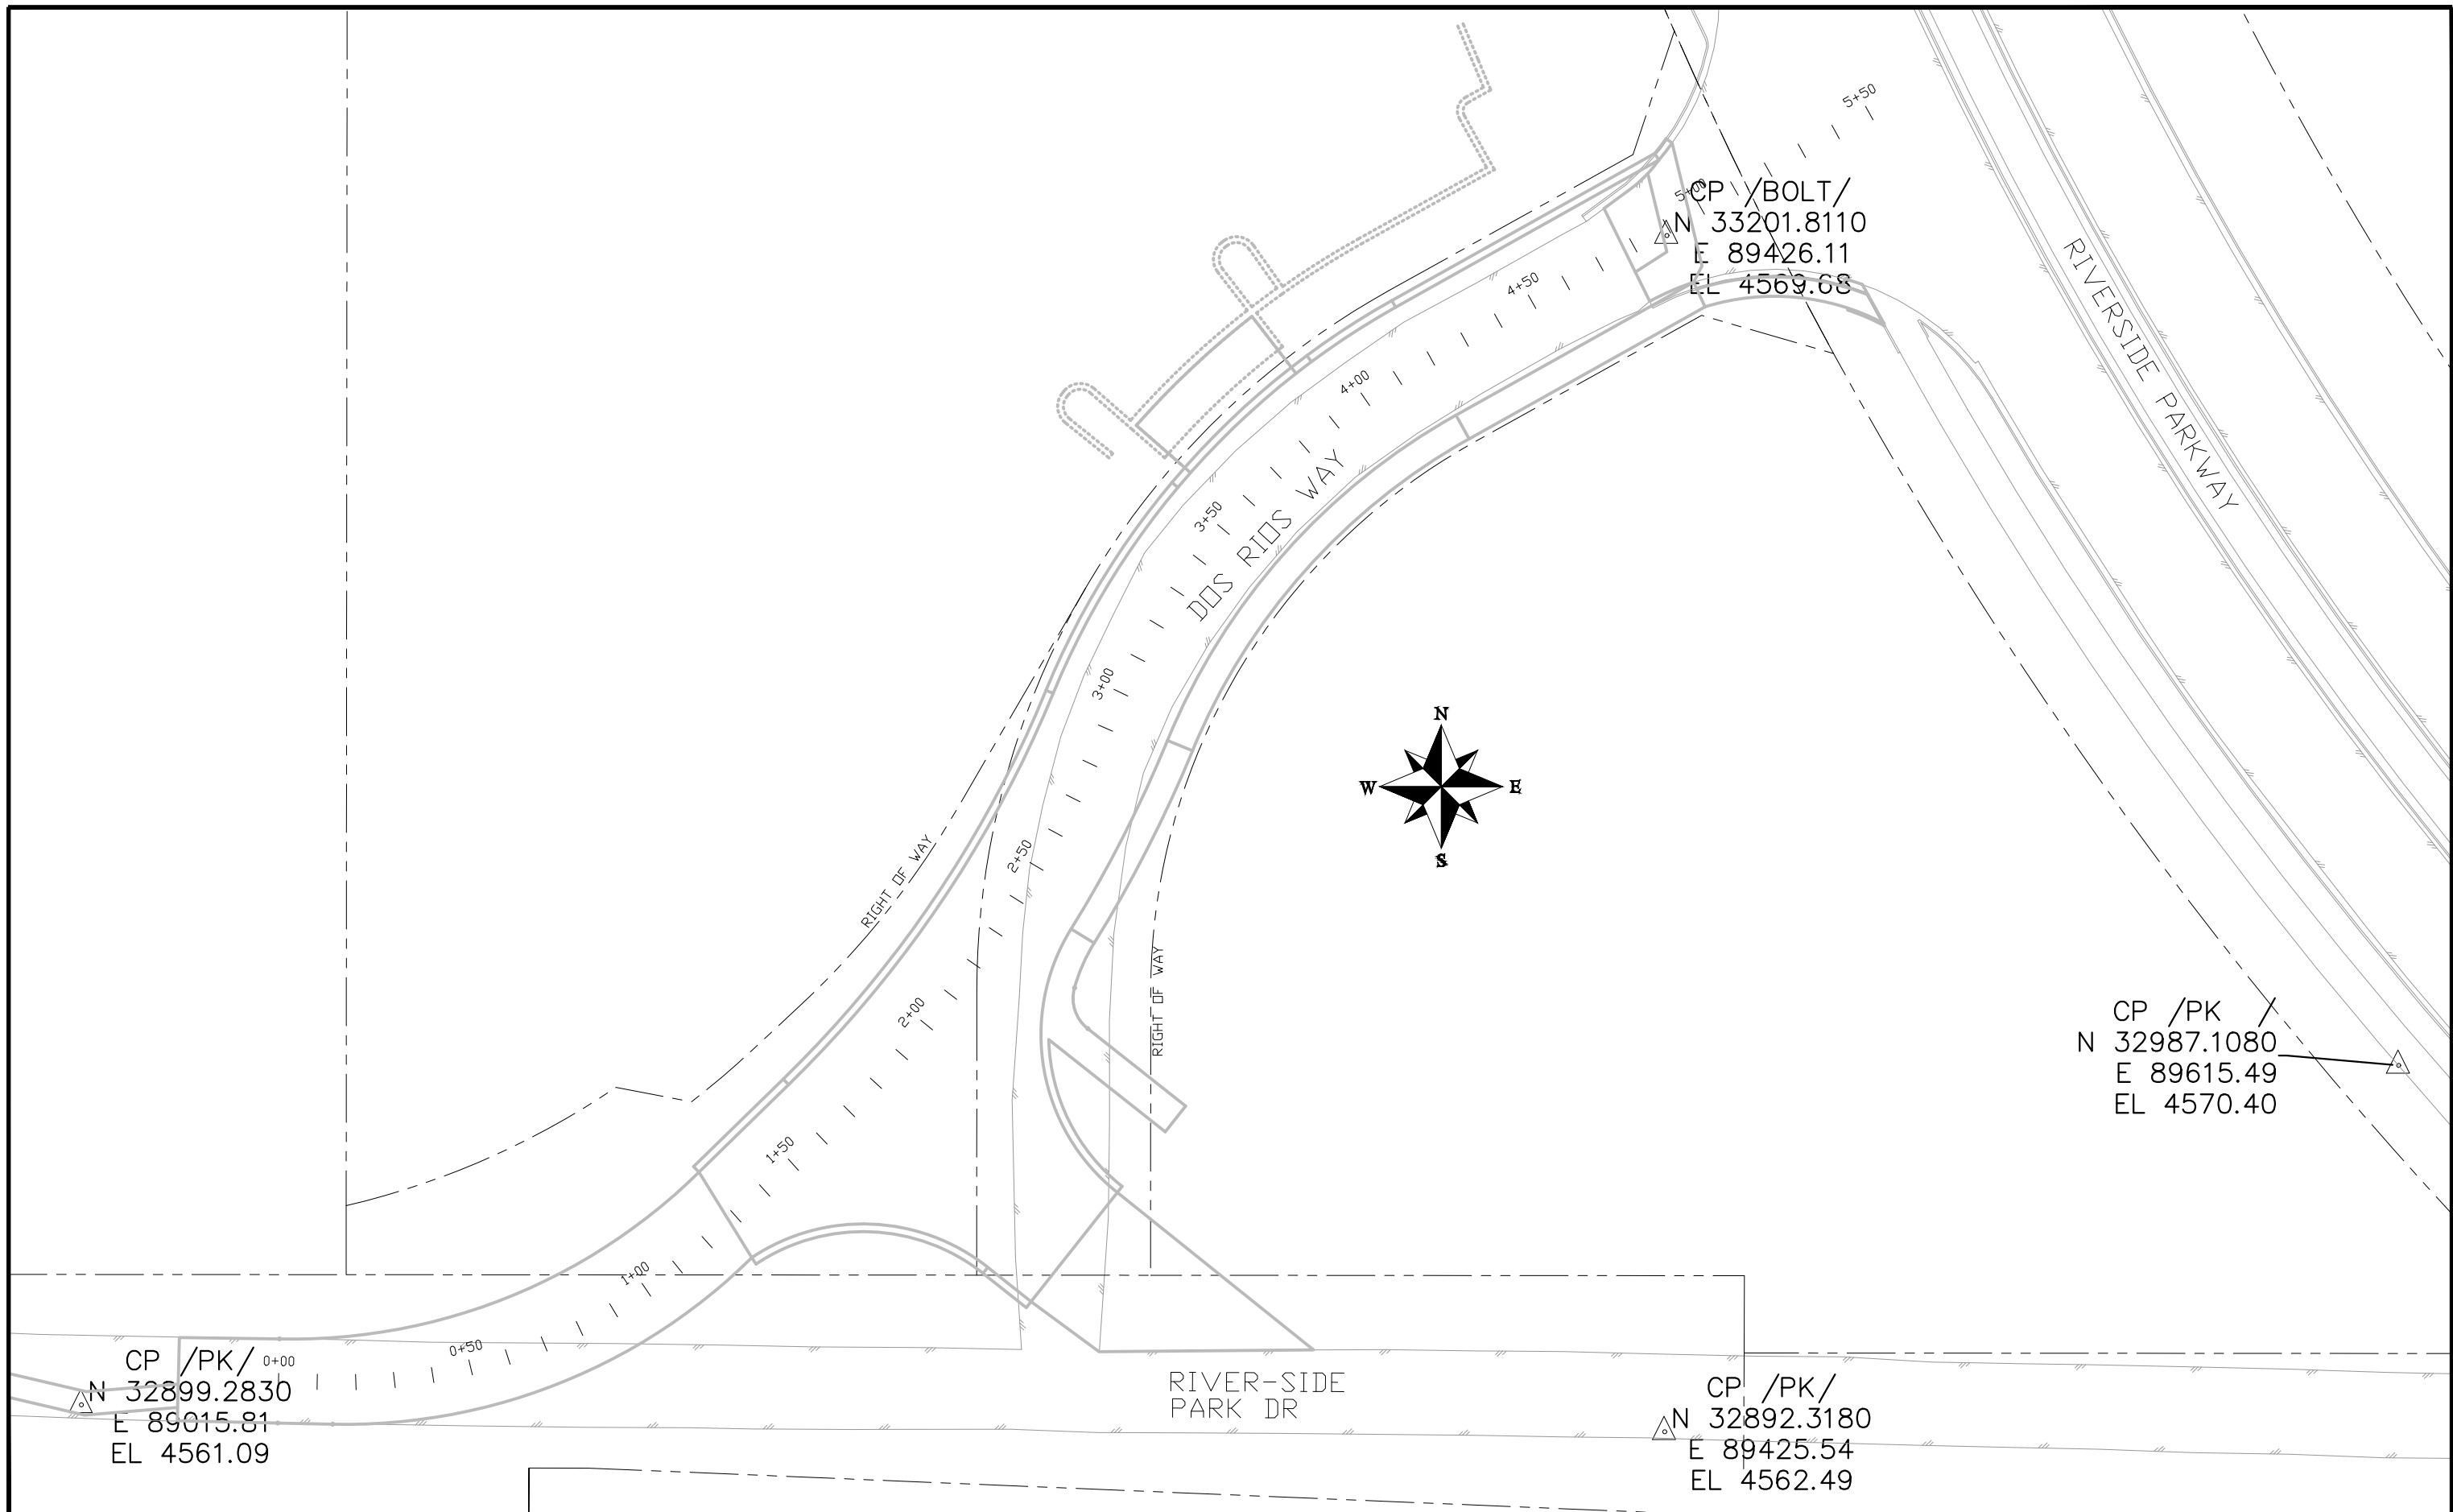 5+50
5+00
CP /BOLT/
N 33201.8110
E 89426.11
EL 4569.68
RIVERSIDE PARKWAY
4+50
4+00
3+50
DOS RIOS WAY
3+00
N
W
E
S
2+50
RIGHT OF WAY
RIGHT OF WAY
2+00
CP /PK /
N 32987.1080
E 89615.49
EL 4570.40
1+50
1+00
0+50
0+00
CP /PK/
N 32899.2830
E 89015.81
EL 4561.09
RIVER-SIDE
PARK DR
CP /PK/
N 32892.3180
E 89425.54
EL 4562.49